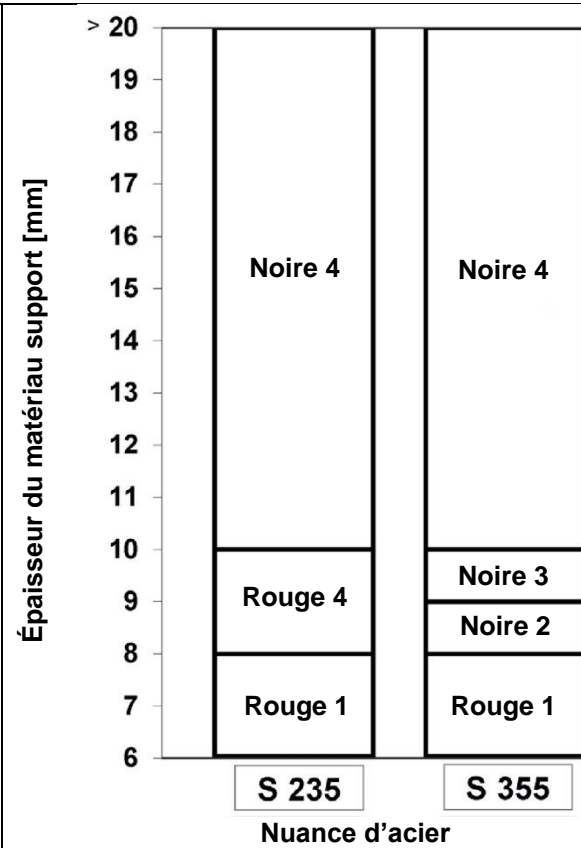 Épaisseur du matériau support [mm]
> 20
19
18
17
16
15
14
13
12
11
10
9
8
7
6
Noire 4
Rouge 4
Rouge 1
Noire 4
Noire 3
Noire 2
Rouge 1
S 235
S 355
Nuance d’acier